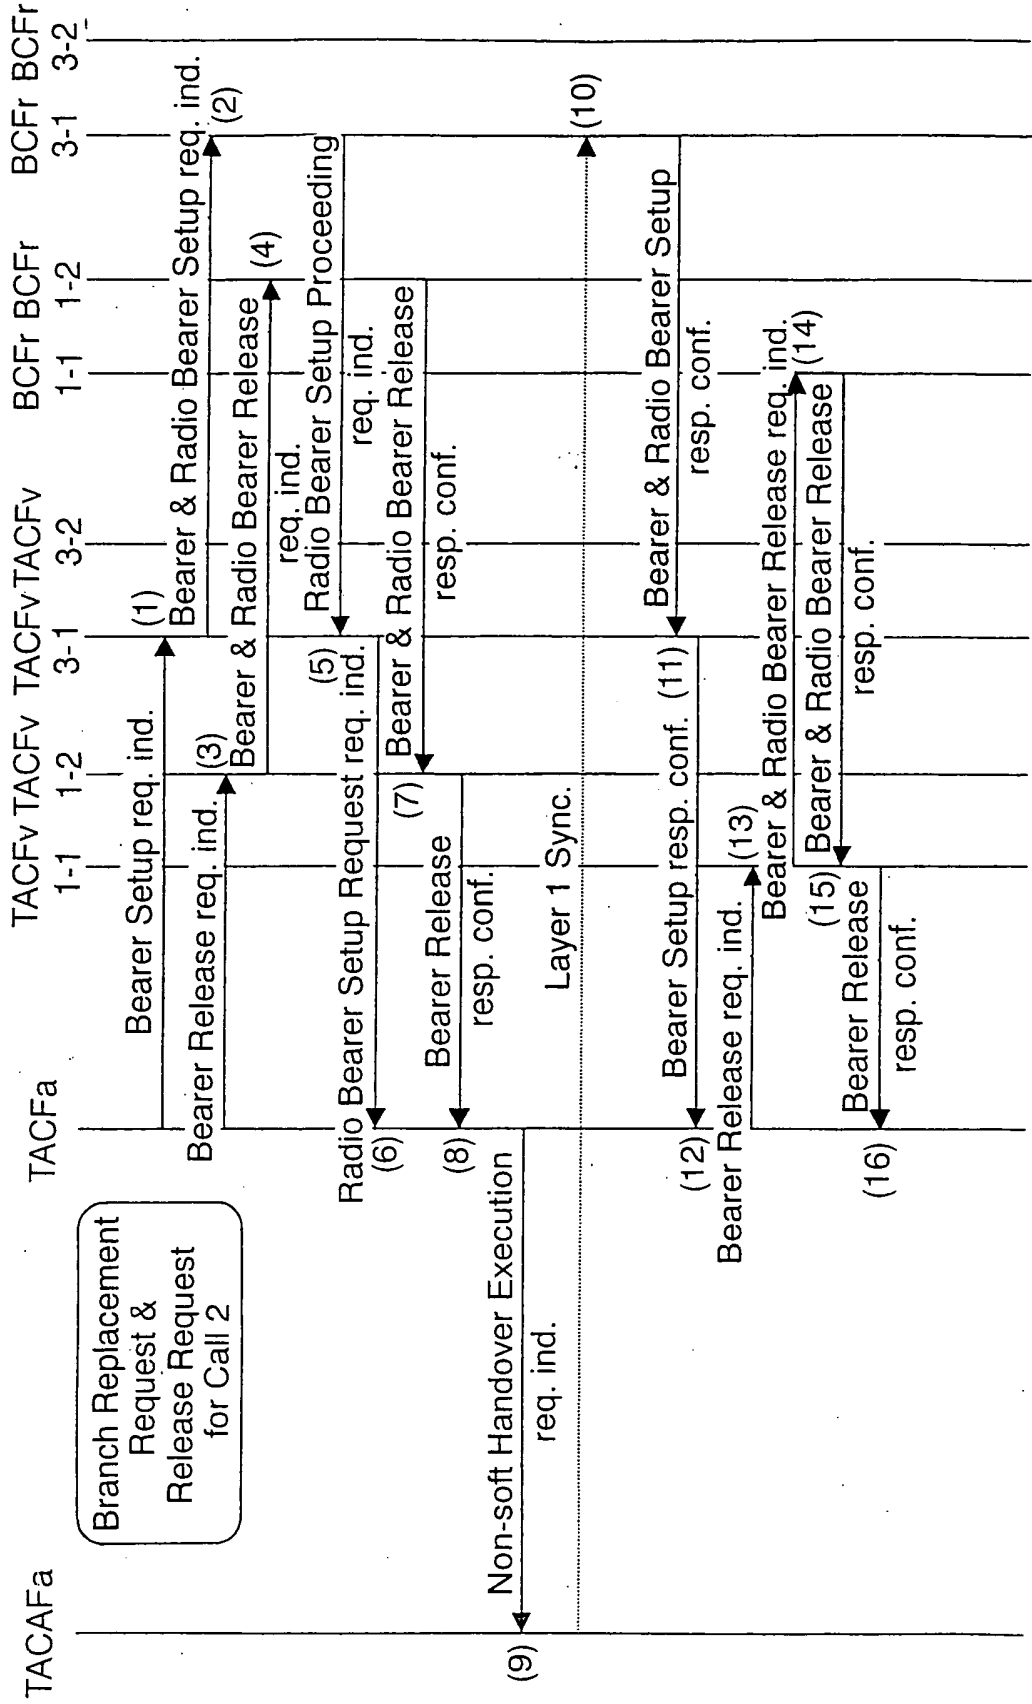 TACAFa
TACFa
TACFv TACFv TACFv TACFv
1-1 1-2 3-1 3-2
BCFr BCFr BCFr BCFr
1-1 1-2 3-1 3-2
Branch Replacement
Request &
Release Request
for Call 2
Bearer Setup req. ind.
(1)
Bearer & Radio Bearer Setup req. ind.
(2)
Bearer Release req. ind.
(3)
Bearer & Radio Bearer Release
req. ind.
(4)
Radio Bearer Setup Proceeding
req. ind.
(5)
Radio Bearer Setup Request req. ind.
(6)
Bearer & Radio Bearer Release
resp. conf.
(7)
Bearer Release
resp. conf.
(8)
Non-soft Handover Execution
req. ind.
(9)
Layer 1 Sync.
(10)
Bearer & Radio Bearer Setup
resp. conf.
(11)
Bearer Setup resp. conf.
(12)
Bearer Release req. ind.
(13)
Bearer & Radio Bearer Release req. ind.
(14)
Bearer & Radio Bearer Release
resp. conf.
(15)
Bearer Release
resp. conf.
(16)